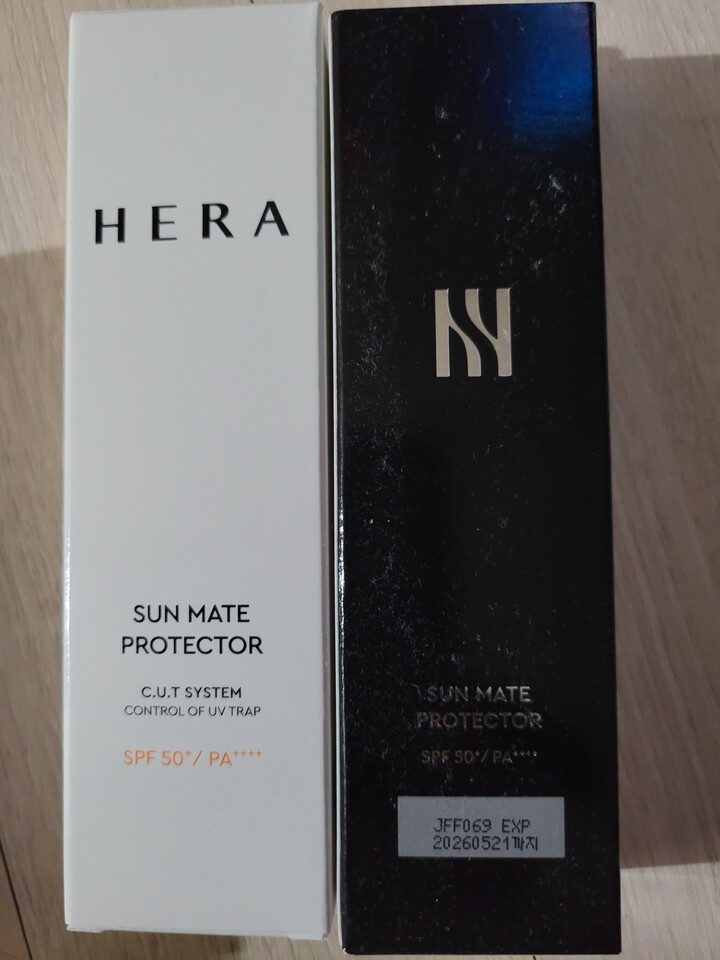 HERA
SUN MATE
PROTECTOR
C.U.T SYSTEM
CONTROL OF UV TRAP
SPF 50+/ PA++++
SUN MATE
PROTECTOR
SPF 50+/ PA++++
JFF069 EXP
20260521까지